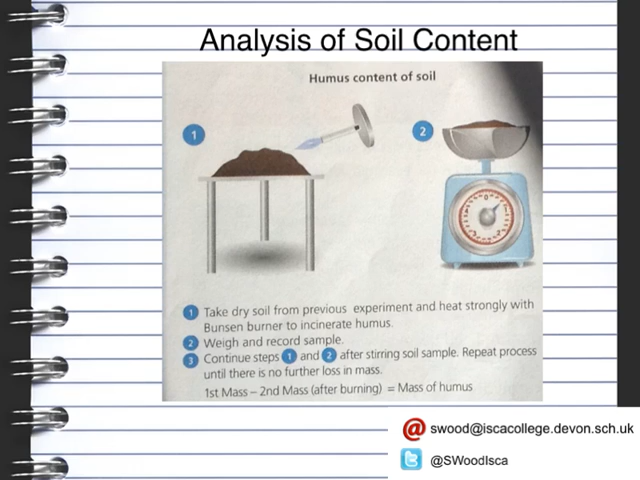 Analysis of Soil Content
Humus content of soil
1
2
0
1 Take dry soil from previous experiment and heat strongly with
Bunsen burner to incinerate humus.
2 Weigh and record sample.
3 Continue steps 1 and 2 after stirring soil sample. Repeat process
until there is no further loss in mass.
1st Mass – 2nd Mass (after burning) = Mass of humus
@ swood@iscacollege.devon.sch.uk
@SWoodIsca